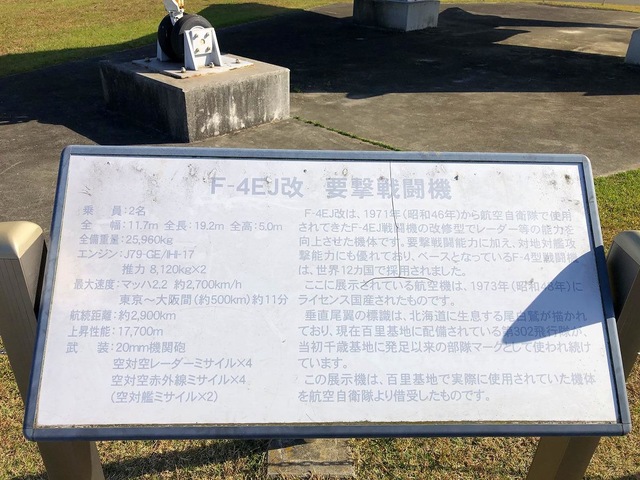 F-4EJ改 要撃戦闘機
乗 員：2名
全 幅：11.7m 全長：19.2m 全高：5.0m
全備重量：25,960kg
エンジン：J79-GE/IHI-17
推力 8,120kg×2
最大速度：マッハ2.2 約2,700km/h
東京〜大阪間（約500km）約11分
航続距離：約2,900km
上昇性能：17,700m
武 装：20mm機関砲
空対空レーダーミサイル×4
空対空赤外線ミサイル×4
（空対艦ミサイル×2）
F-4EJ改は、1971年（昭和46年）から航空自衛隊で使用
されてきたF-4EJ戦闘機の改修型でレーダー等の能力を
向上させた機体です。要撃戦闘能力に加え、対地対艦攻
撃能力にも優れており、ベースとなっているF-4型戦闘機
は、世界12カ国で採用されました。
ここに展示されている航空機は、1973年（昭和48年）に
ライセンス国産されたものです。
垂直尾翼の標識は、北海道に生息する尾白鷲が描かれ
ており、現在百里基地に配備されている第302飛行隊が、
当初千歳基地に発足以来の部隊マークとして使われ続け
ています。
この展示機は、百里基地で実際に使用されていた機体
を航空自衛隊より借受したものです。